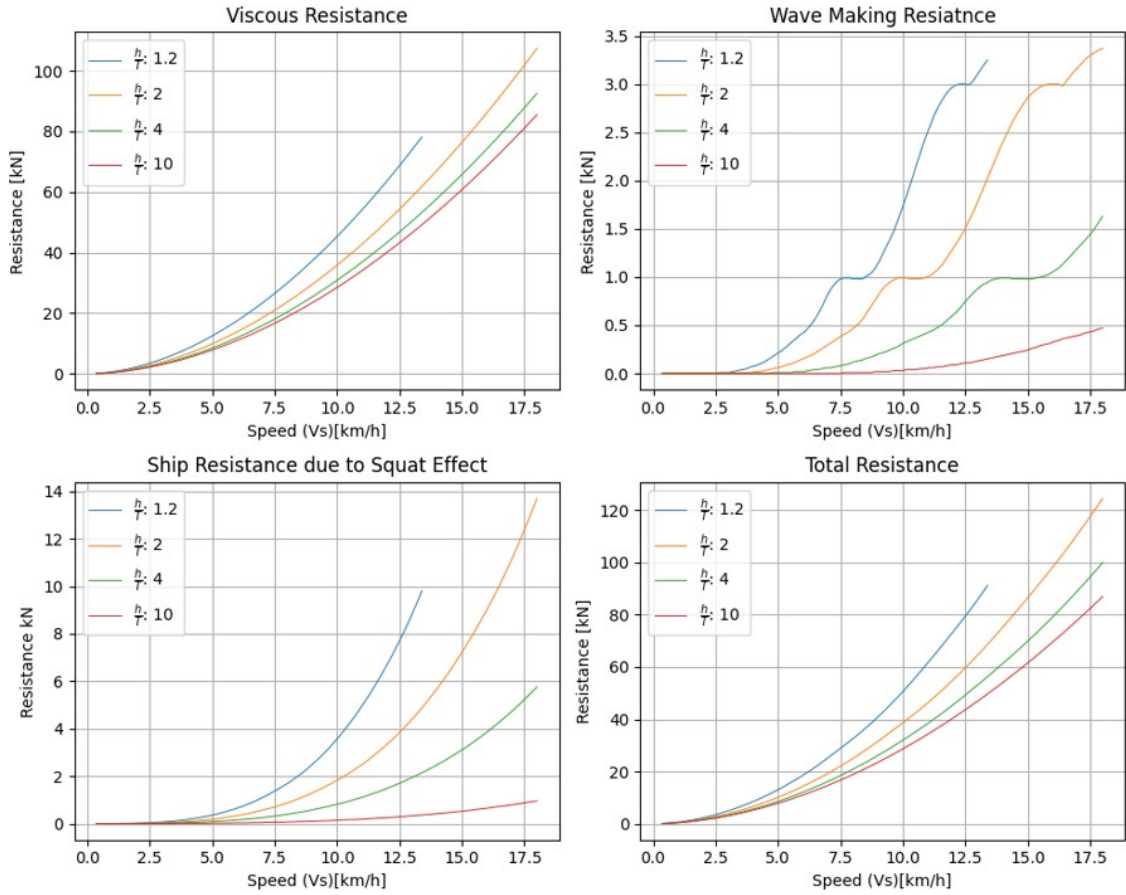 Viscous Resistance
h/T: 1.2
h/T: 2
h/T: 4
h/T: 10
Resistance [kN]
100
80
60
40
20
0
0.0 2.5 5.0 7.5 10.0 12.5 15.0 17.5
Speed (Vs)[km/h]
Wave Making Resiatnce
h/T: 1.2
h/T: 2
h/T: 4
h/T: 10
Resistance [kN]
3.5
3.0
2.5
2.0
1.5
1.0
0.5
0.0
0.0 2.5 5.0 7.5 10.0 12.5 15.0 17.5
Speed (Vs)[km/h]
Ship Resistance due to Squat Effect
h/T: 1.2
h/T: 2
h/T: 4
h/T: 10
Resistance kN
14
12
10
8
6
4
2
0
0.0 2.5 5.0 7.5 10.0 12.5 15.0 17.5
Speed (Vs)[km/h]
Total Resistance
h/T: 1.2
h/T: 2
h/T: 4
h/T: 10
Resistance [kN]
120
100
80
60
40
20
0
0.0 2.5 5.0 7.5 10.0 12.5 15.0 17.5
Speed (Vs)[km/h]